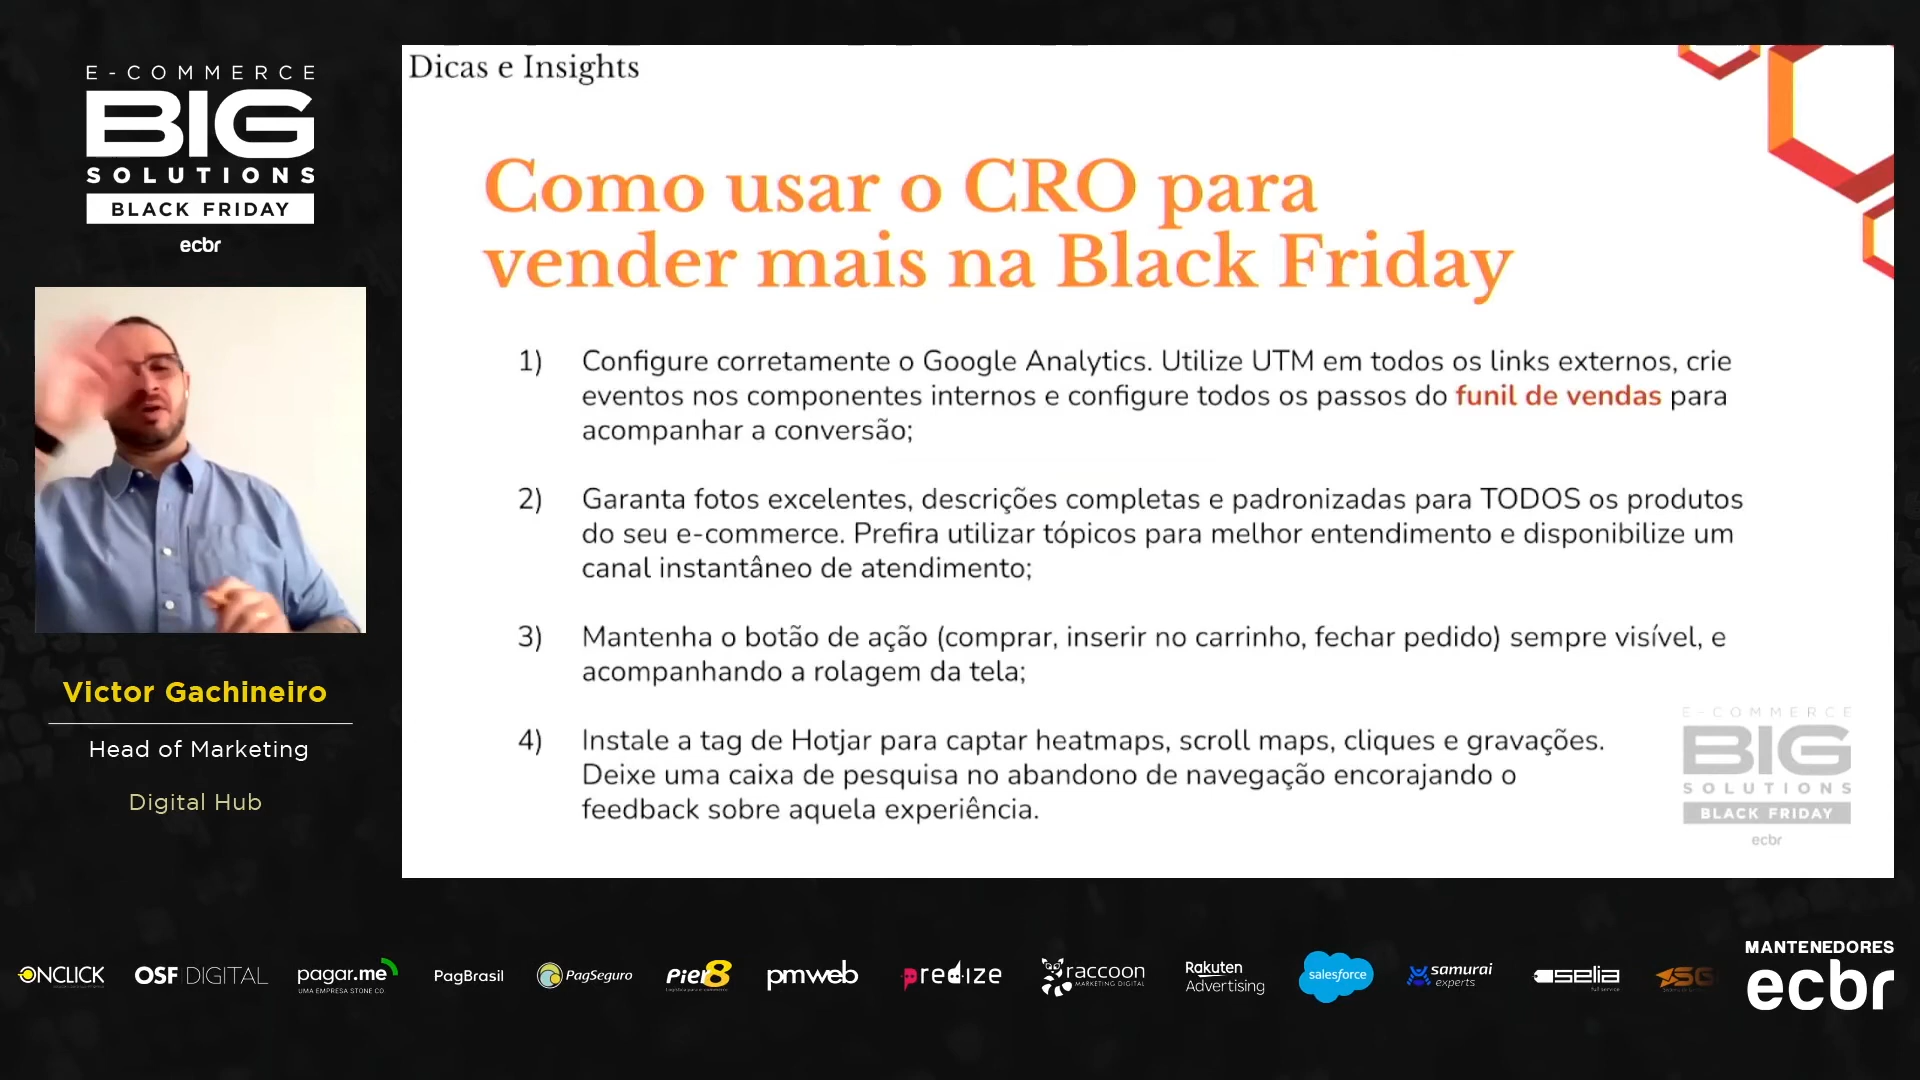 E-COMMERCE
BIG
SOLUTIONS
BLACK FRIDAY
ecbr
Victor Gachineiro
Head of Marketing
Digital Hub
Dicas e Insights
Como usar o CRO para
vender mais na Black Friday
1) Configure corretamente o Google Analytics. Utilize UTM em todos os links externos, crie
eventos nos componentes internos e configure todos os passos do funil de vendas para
acompanhar a conversão;
2) Garanta fotos excelentes, descrições completas e padronizadas para TODOS os produtos
do seu e-commerce. Prefira utilizar tópicos para melhor entendimento e disponibilize um
canal instantâneo de atendimento;
3) Mantenha o botão de ação (comprar, inserir no carrinho, fechar pedido) sempre visível, e
acompanhando a rolagem da tela;
4) Instale a tag de Hotjar para captar heatmaps, scroll maps, cliques e gravações.
Deixe uma caixa de pesquisa no abandono de navegação encorajando o
feedback sobre aquela experiência.
E-COMMERCE
BIG
SOLUTIONS
BLACK FRIDAY
ecbr
ONCLICK
OSF DIGITAL
pagar.me
UMA EMPRESA STONE CO.
PagBrasil
PagSeguro
Pier8
pmweb
predize
raccoon
MARKETING DIGITAL
Rakuten
Advertising
salesforce
samurai
experts
selia
full service
SG
MANTENEDORES
ecbr